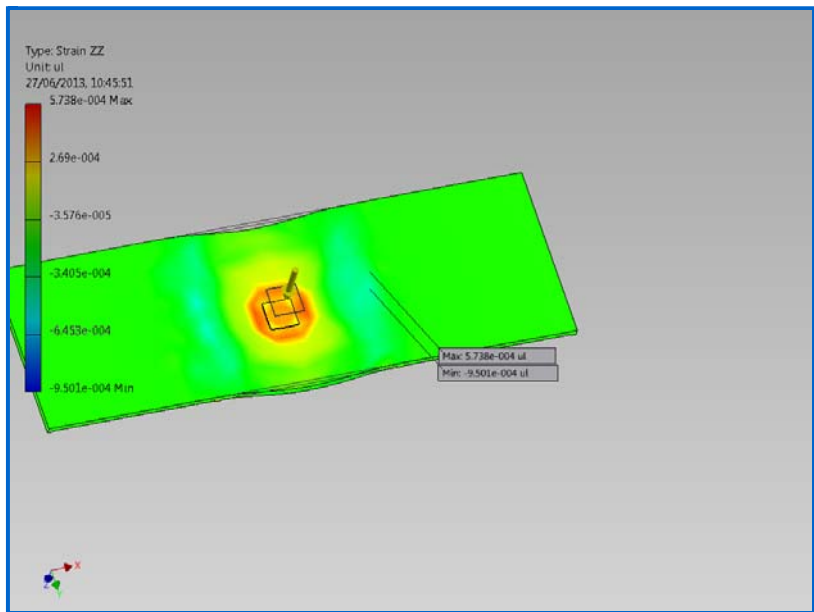 Type: Strain ZZ
Unit: ul
27/06/2013, 10:45:51
5.738e-004 Max
2.69e-004
-3.576e-005
-3.405e-004
-6.453e-004
-9.501e-004 Min
Max: 5.738e-004 ul
Min: -9.501e-004 ul
X
Z
Y